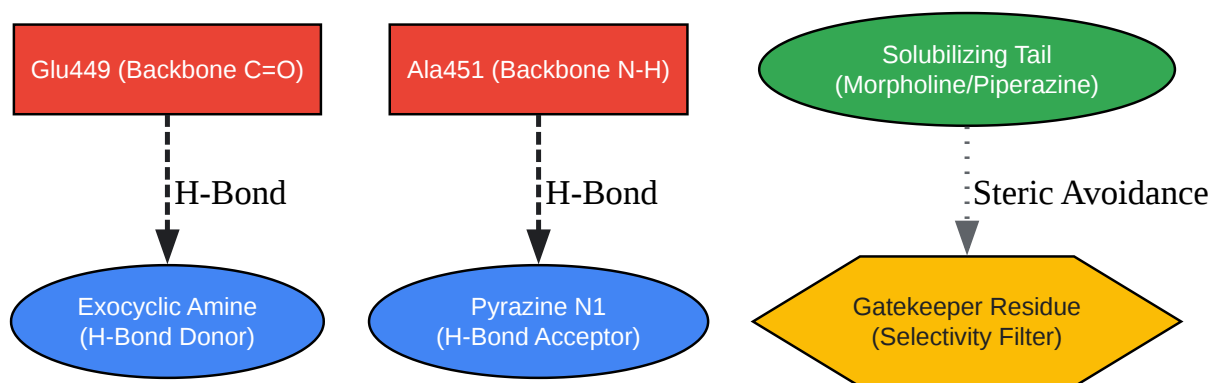 Glu449 (Backbone C=O)
Ala451 (Backbone N-H)
Solubilizing Tail
(Morpholine/Piperazine)
H-Bond
H-Bond
Steric Avoidance
Exocyclic Amine
(H-Bond Donor)
Pyrazine N1
(H-Bond Acceptor)
Gatekeeper Residue
(Selectivity Filter)